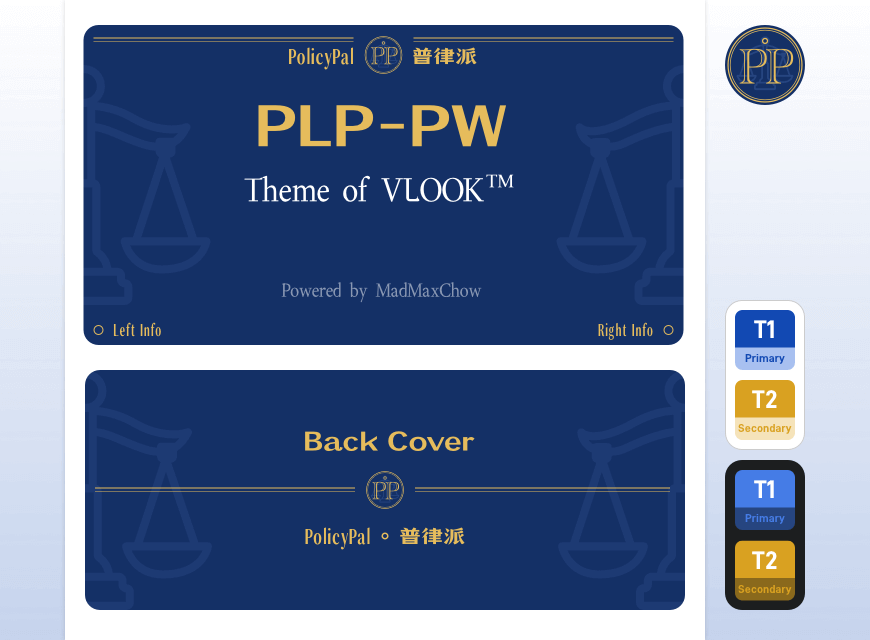 PolicyPal PP 普律派
PLP-PW
Theme of VLOOK™
Powered by MadMaxChow
Left Info
Right Info
Back Cover
PP
PolicyPal 普律派
PP
T1
Primary
T2
Secondary
T1
Primary
T2
Secondary